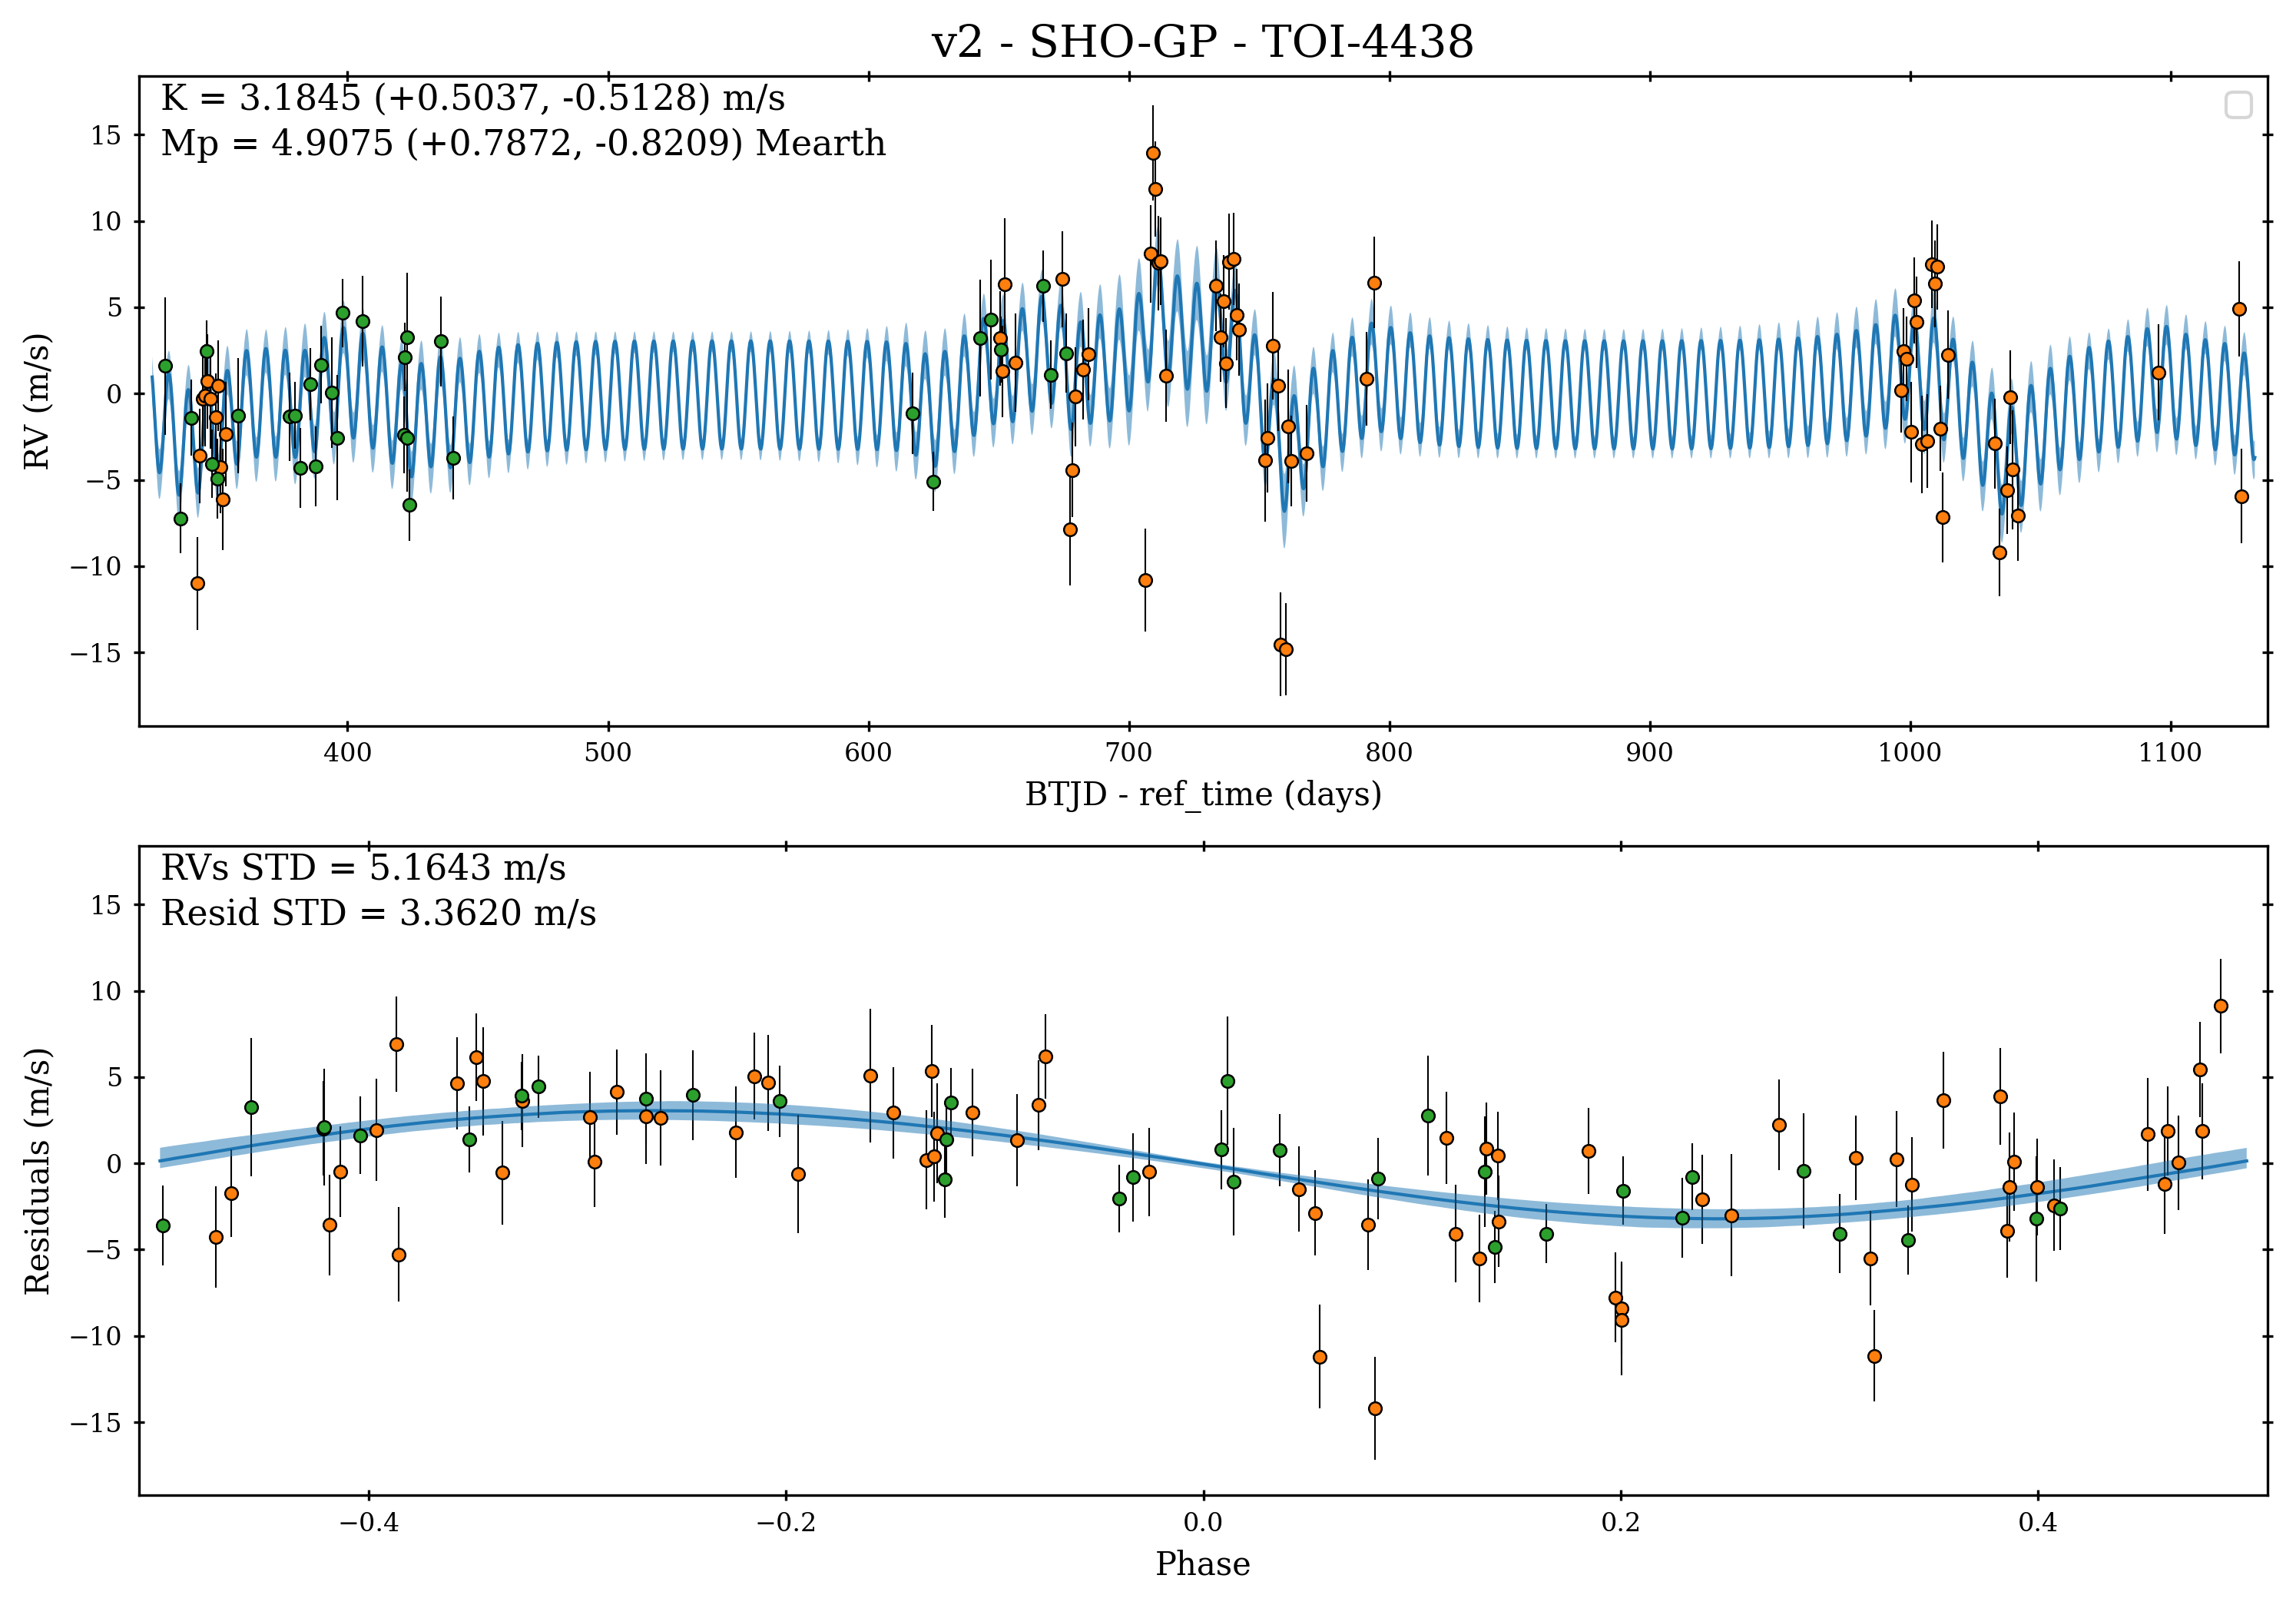 v2 - SHO-GP - TOI-4438
K = 3.1845 (+0.5037, -0.5128) m/s
Mp = 4.9075 (+0.7872, -0.8209) Mearth
15
10
5
0
−5
−10
−15
RV (m/s)
400 500 600 700 800 900 1000 1100
BTJD - ref_time (days)
RVs STD = 5.1643 m/s
Resid STD = 3.3620 m/s
15
10
5
0
−5
−10
−15
Residuals (m/s)
−0.4 −0.2 0.0 0.2 0.4
Phase